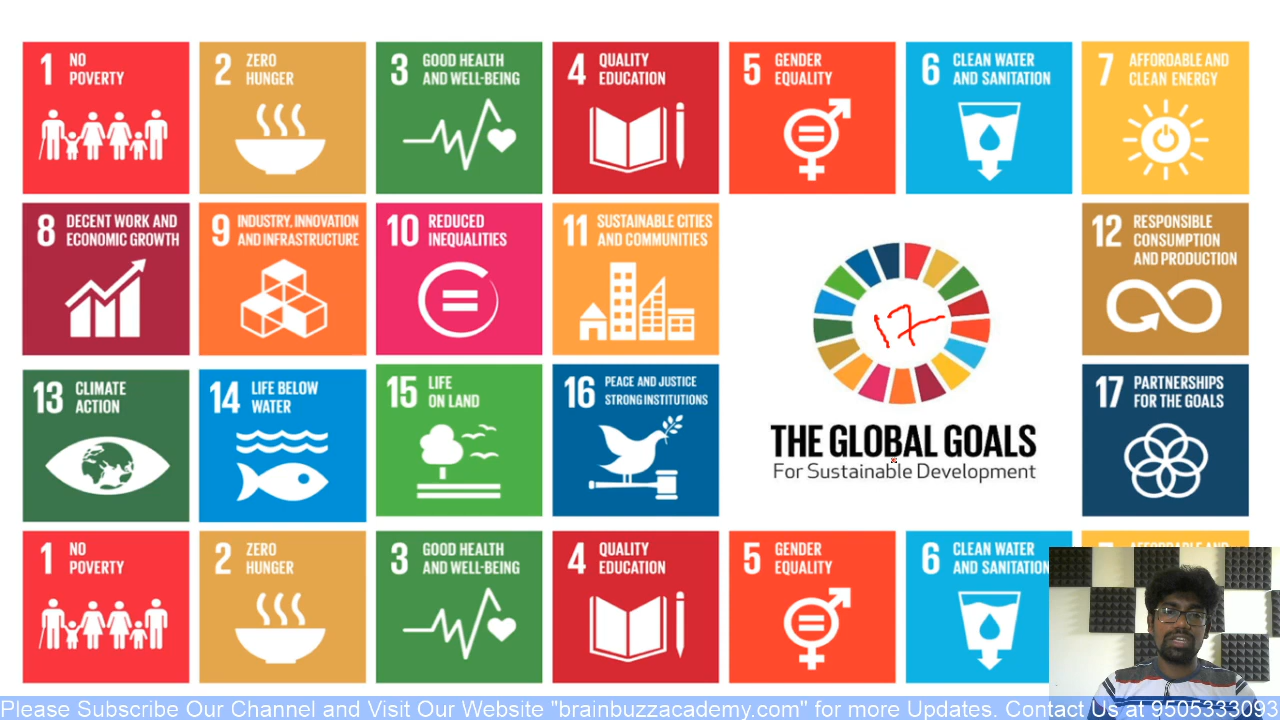 1 NO
POVERTY
2 ZERO
HUNGER
3 GOOD HEALTH
AND WELL-BEING
4 QUALITY
EDUCATION
5 GENDER
EQUALITY
6 CLEAN WATER
AND SANITATION
7 AFFORDABLE AND
CLEAN ENERGY
8 DECENT WORK AND
ECONOMIC GROWTH
9 INDUSTRY, INNOVATION
AND INFRASTRUCTURE
10 REDUCED
INEQUALITIES
11 SUSTAINABLE CITIES
AND COMMUNITIES
17
THE GLOBAL GOALS
For Sustainable Development
12 RESPONSIBLE
CONSUMPTION
AND PRODUCTION
13 CLIMATE
ACTION
14 LIFE BELOW
WATER
15 LIFE
ON LAND
16 PEACE AND JUSTICE
STRONG INSTITUTIONS
17 PARTNERSHIPS
FOR THE GOALS
1 NO
POVERTY
2 ZERO
HUNGER
3 GOOD HEALTH
AND WELL-BEING
4 QUALITY
EDUCATION
5 GENDER
EQUALITY
6 CLEAN WATER
AND SANITATION
Please Subscribe Our Channel and Visit Our Website "brainbuzzacademy.com" for more Updates. Contact Us at 9505333093